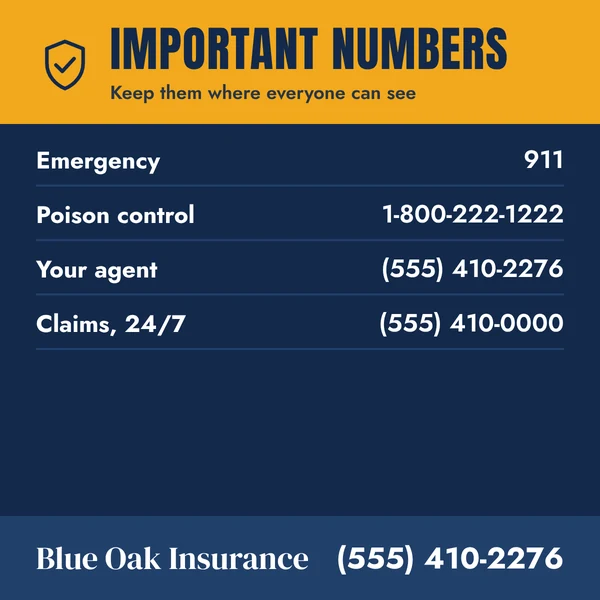 IMPORTANT NUMBERS
Keep them where everyone can see
Emergency 911
Poison control 1-800-222-1222
Your agent (555) 410-2276
Claims, 24/7 (555) 410-0000
Blue Oak Insurance (555) 410-2276